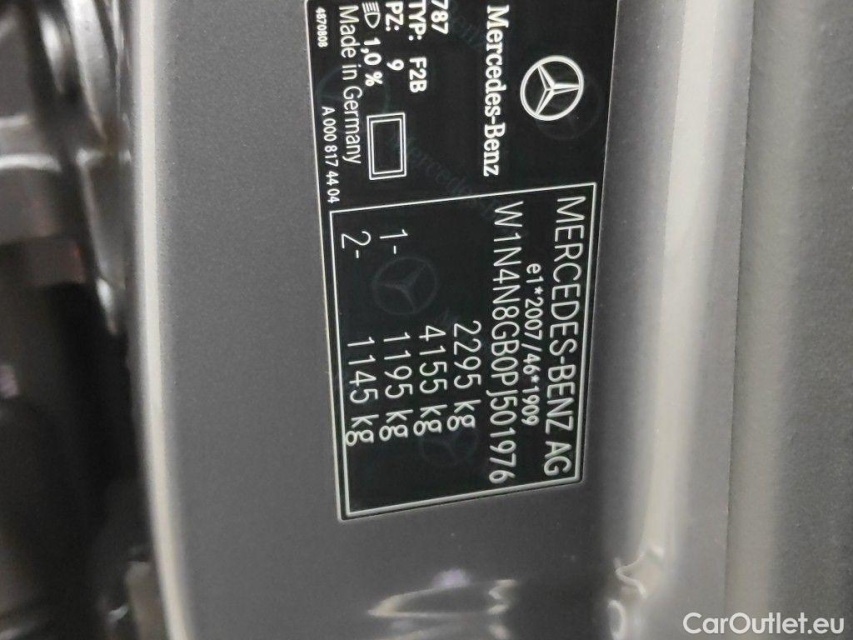 Mercedes-Benz
787
TYP: F2B
PZ: 9
1,0 %
Made in Germany
4670808
A 000 817 44 04
MERCEDES-BENZ AG
e1*2007/46*1909
W1N4N8GB0PJ501976
2295 kg
4155 kg
1- 1195 kg
2- 1145 kg
CarOutlet.eu